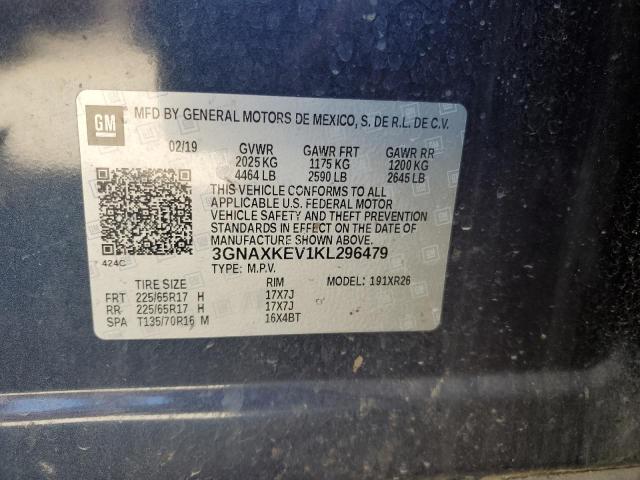 GM
MFD BY GENERAL MOTORS DE MEXICO, S. DE R.L. DE C.V.
02/19 GVWR GAWR FRT GAWR RR
2025 KG 1175 KG 1200 KG
4464 LB 2590 LB 2645 LB
THIS VEHICLE CONFORMS TO ALL
APPLICABLE U.S. FEDERAL MOTOR
VEHICLE SAFETY AND THEFT PREVENTION
STANDARDS IN EFFECT ON THE DATE OF
MANUFACTURE SHOWN ABOVE.
424C 3GNAXKEV1KL296479
TYPE: M.P.V.
TIRE SIZE RIM MODEL: 191XR26
FRT 225/65R17 H 17X7J
RR 225/65R17 H 17X7J
SPA T135/70R16 M 16X4BT